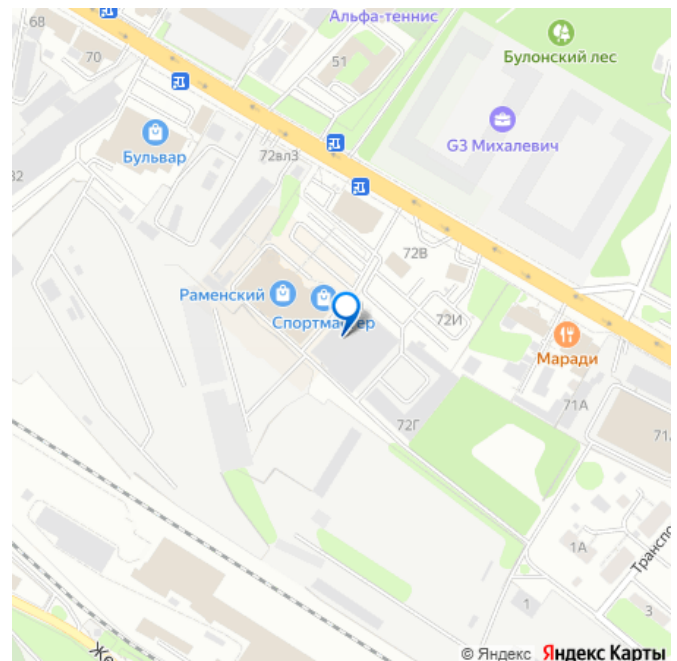 Альфа-теннис
68
70
51
Булонский лес
G3 Михалевич
Бульвар
72вл3
72В
Раменский
Спортмастер
72И
Маради
71А
72Г
1А
1
3
© Яндекс Яндекс Карты